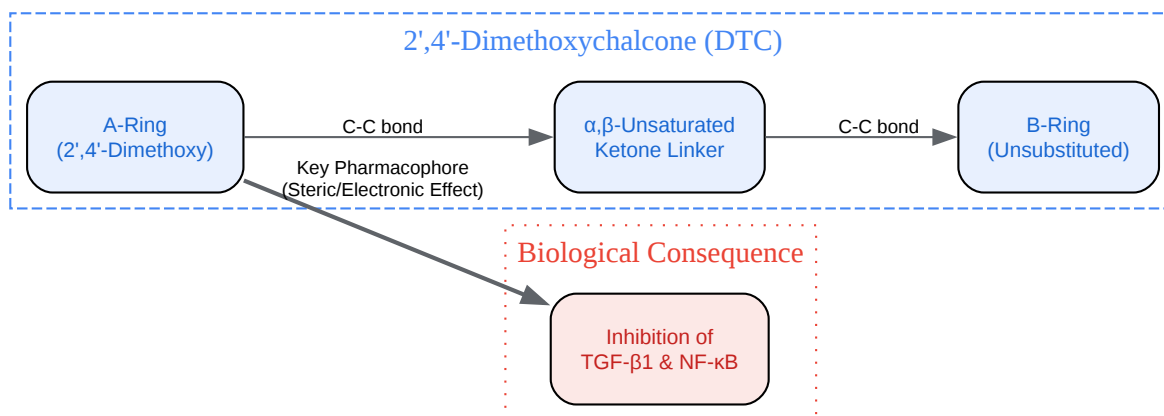 2',4'-Dimethoxychalcone (DTC)
A-Ring
(2',4'-Dimethoxy)
C-C bond
α,β-Unsaturated
Ketone Linker
C-C bond
B-Ring
(Unsubstituted)
Key Pharmacophore
(Steric/Electronic Effect)
Biological Consequence
Inhibition of
TGF-β1 & NF-κB